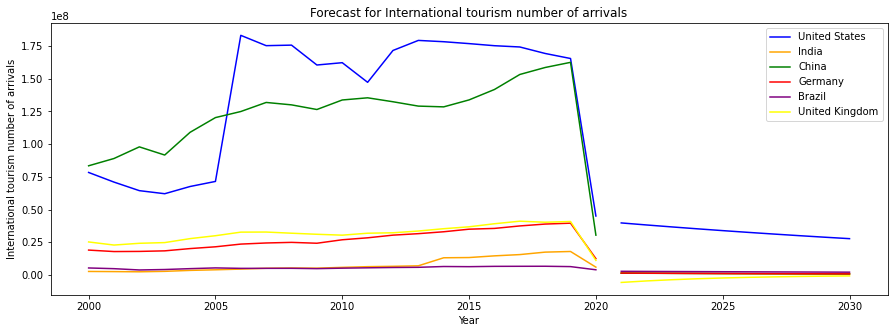 Forecast for International tourism number of arrivals
1e8
International tourism number of arrivals
1.75
1.50
1.25
1.00
0.75
0.50
0.25
0.00
2000
2005
2010
2015
2020
2025
2030
Year
United States
India
China
Germany
Brazil
United Kingdom